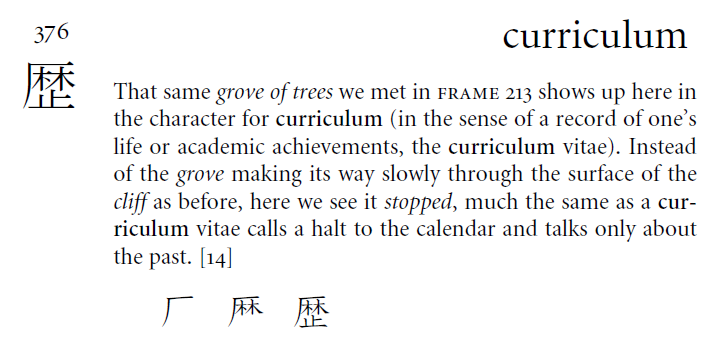 376
curriculum
歴
That same grove of trees we met in FRAME 213 shows up here in
the character for curriculum (in the sense of a record of one's
life or academic achievements, the curriculum vitae). Instead
of the grove making its way slowly through the surface of the
cliff as before, here we see it stopped, much the same as a cur-
riculum vitae calls a halt to the calendar and talks only about
the past. [14]
厂 厤 歴